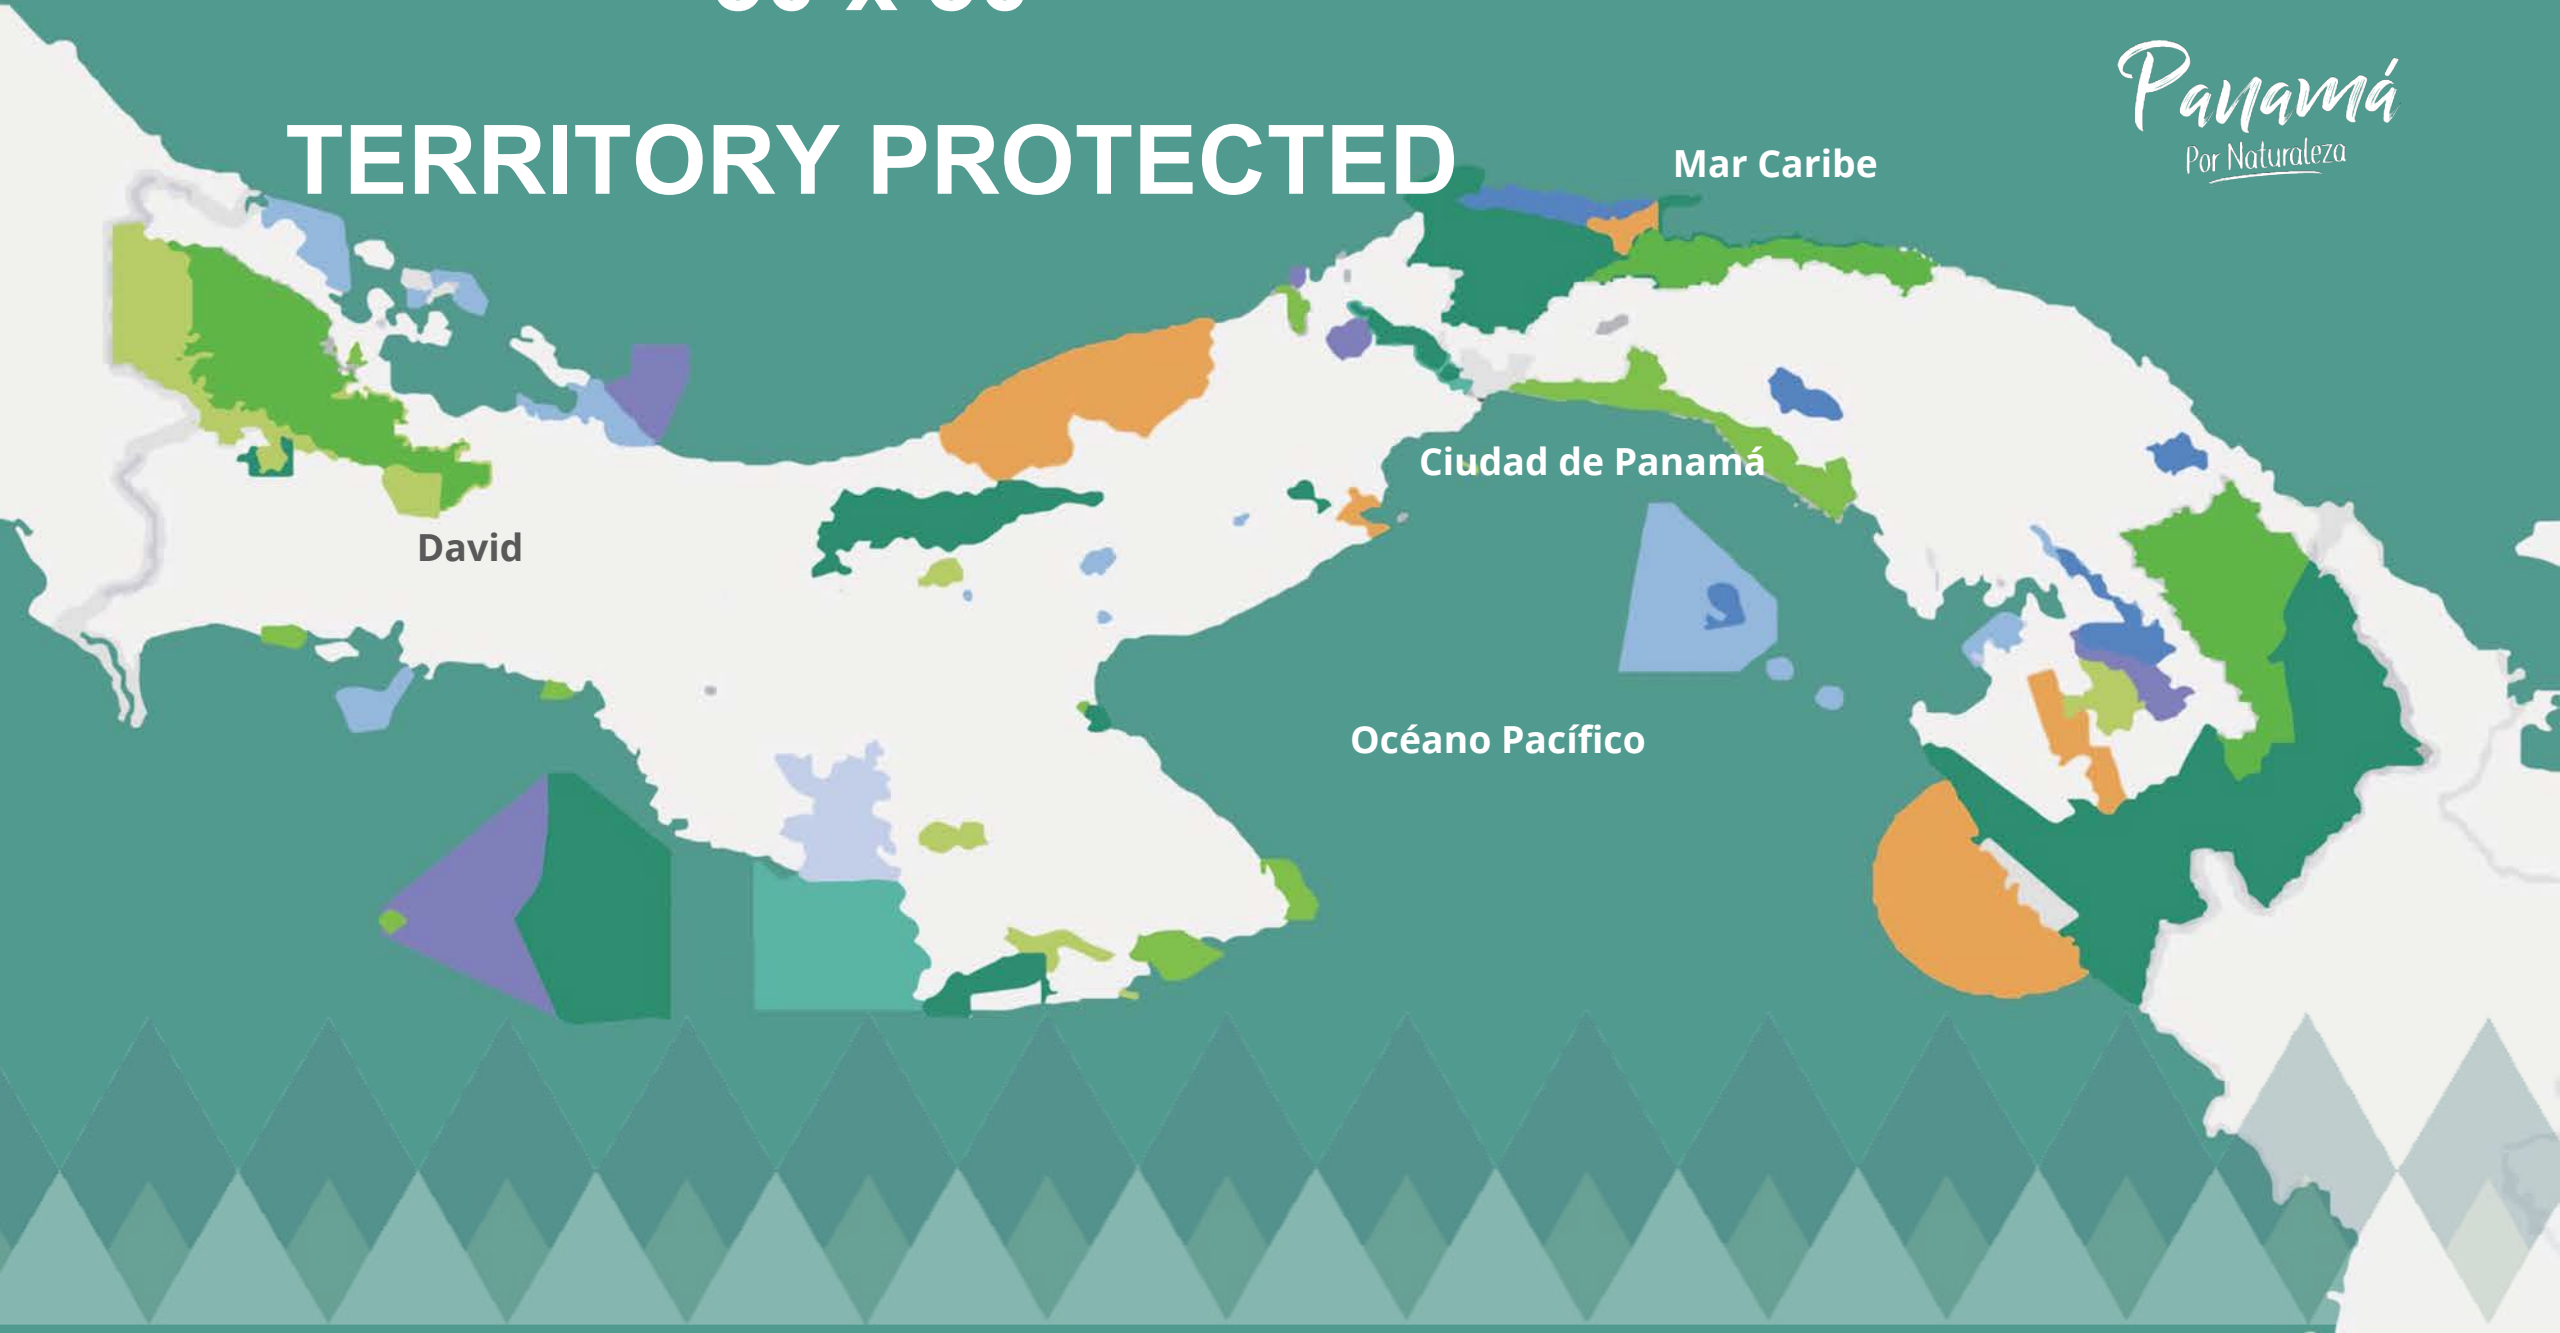 TERRITORY PROTECTED
Panamá
Por Naturaleza
Mar Caribe
Ciudad de Panamá
David
Océano Pacífico